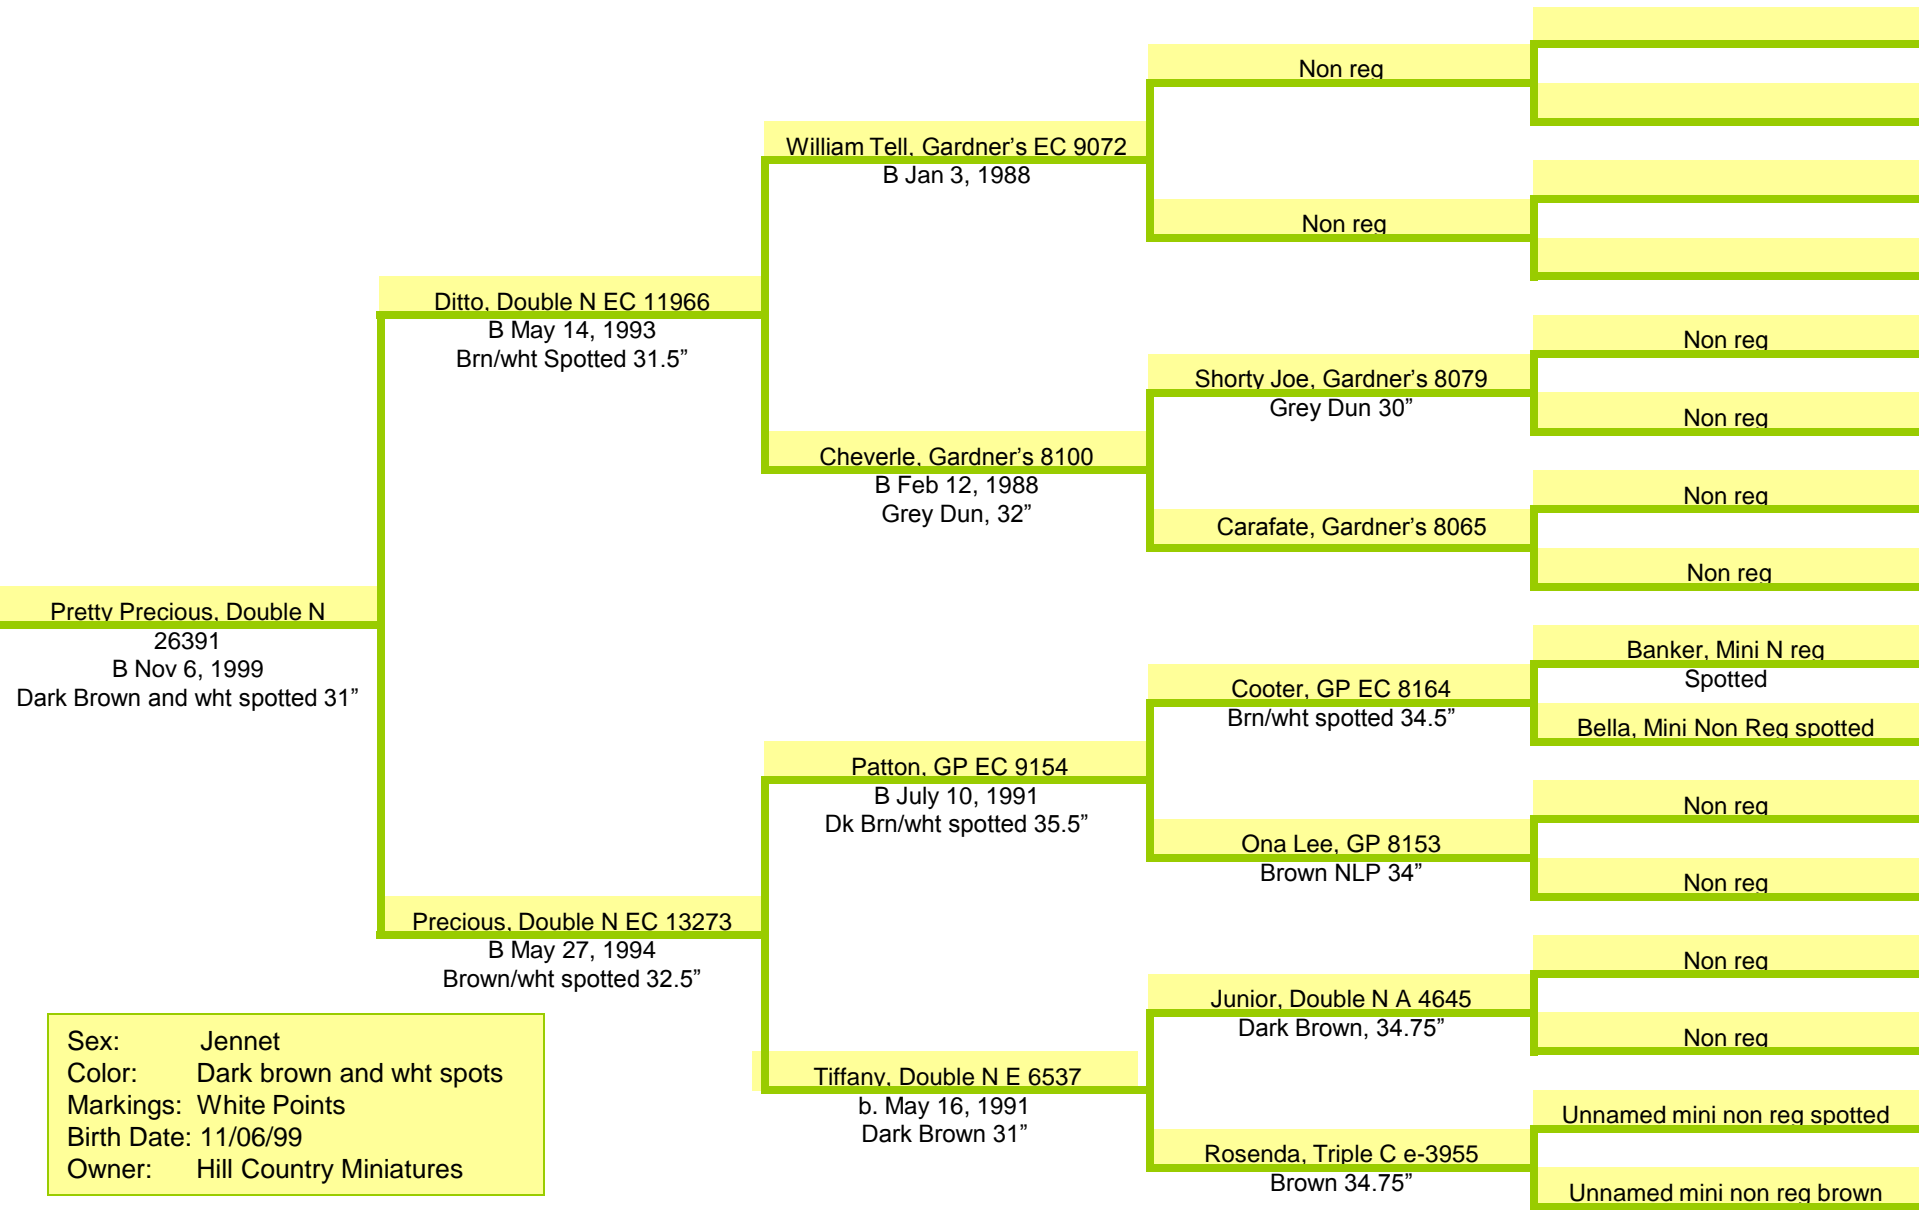 Non reg
William Tell, Gardner's EC 9072
B Jan 3, 1988
Non reg
Ditto, Double N EC 11966
B May 14, 1993
Brn/wht Spotted 31.5”
Non reg
Shorty Joe, Gardner's 8079
Grey Dun 30”
Non reg
Cheverle, Gardner's 8100
B Feb 12, 1988
Grey Dun, 32”
Non reg
Carafate, Gardner's 8065
Non reg
Pretty Precious, Double N
26391
B Nov 6, 1999
Dark Brown and wht spotted 31”
Banker, Mini N reg
Spotted
Cooter, GP EC 8164
Brn/wht spotted 34.5”
Bella, Mini Non Reg spotted
Patton, GP EC 9154
B July 10, 1991
Dk Brn/wht spotted 35.5”
Non reg
Ona Lee, GP 8153
Brown NLP 34”
Non reg
Precious, Double N EC 13273
B May 27, 1994
Brown/wht spotted 32.5”
Non reg
Junior, Double N A 4645
Dark Brown, 34.75”
Non reg
Tiffany, Double N E 6537
b. May 16, 1991
Dark Brown 31”
Unnamed mini non reg spotted
Rosenda, Triple C e-3955
Brown 34.75”
Unnamed mini non reg brown
Sex: Jennet
Color: Dark brown and wht spots
Markings: White Points
Birth Date: 11/06/99
Owner: Hill Country Miniatures